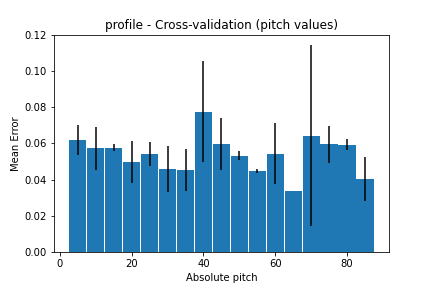 profile - Cross-validation (pitch values)
0.12
0.10
0.08
0.06
0.04
0.02
0.00
Mean Error
0 20 40 60 80
Absolute pitch